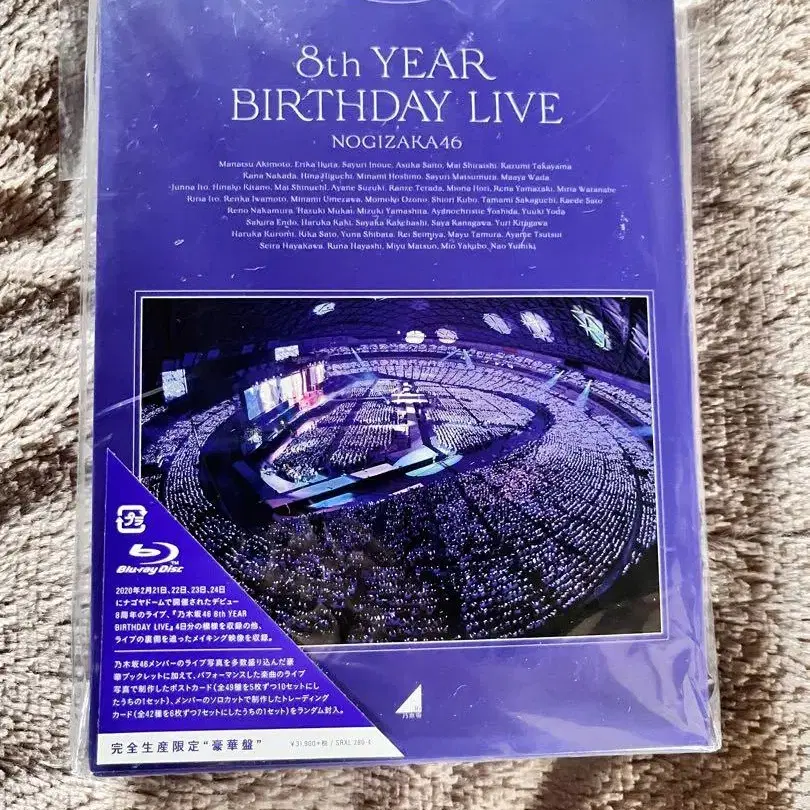 8th YEAR
BIRTHDAY LIVE
NOGIZAKA46
Manatsu Akimoto, Erika Ikuta, Sayuri Inoue, Asuka Saito, Mai Shiraishi, Kazumi Takayama
Kana Nakada, Hina Higuchi, Minami Hoshino, Sayuri Matsumura, Maaya Wada
Junna Ito, Hinako Kitano, Mai Shinuchi, Ayane Suzuki, Ranze Terada, Miona Hori, Rena Yamazaki, Miria Watanabe
Riria Ito, Renka Iwamoto, Minami Umezawa, Momoko Ozono, Shiori Kubo, Tamami Sakaguchi, Kaede Sato
Reno Nakamura, Hazuki Mukai, Mizuki Yamashita, Ayanochristie Yoshida, Yuuki Yoda
Sakura Endo, Haruka Kaki, Sayaka Kakehashi, Saya Kanagawa, Yuri Kitagawa
Haruka Kuromi, Rika Sato, Yuna Shibata, Rei Seimiya, Mayu Tamura, Ayame Tsutsui
Seira Hayakawa, Runa Hayashi, Miyu Matsuo, Mio Yakubo, Nao Yumiki
プラ
Blu-ray Disc
2020年2月21日、22日、23日、24日
にナゴヤドームで開催されたデビュー
8周年のライブ、『乃木坂46 8th YEAR
BIRTHDAY LIVE』4日分の模様を収録の他、
ライブの裏側を追ったメイキング映像を収録。
乃木坂46メンバーのライブ写真を多数盛り込んだ豪
華ブックレットに加えて、パフォーマンスした楽曲のライブ
写真で制作したポストカード(全49種を5枚ずつ10セットにし
たうちの1セット)、メンバーのソロカットで制作したトレーディング
カード(全42種を6枚ずつ7セットにしたうちの1セット)をランダム封入。
完全生産限定“豪華盤”
¥31,980+税 / SRXL 280-4
乃木坂